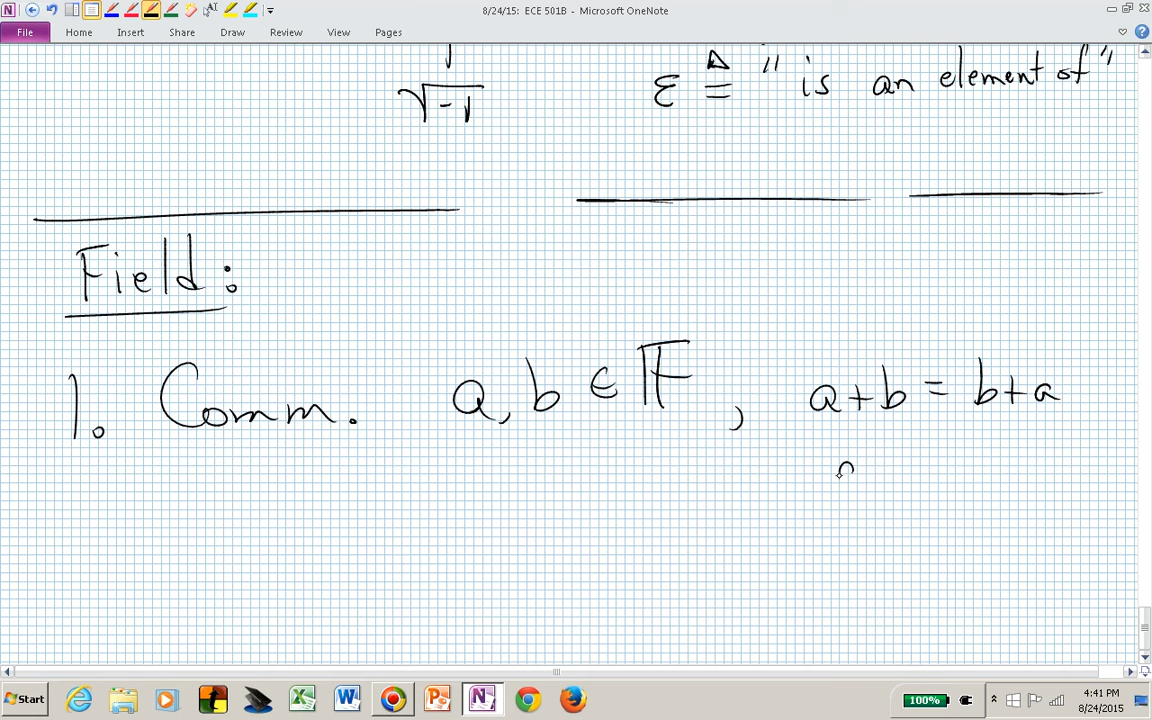 8/24/15: ECE 501B - Microsoft OneNote
File Home Insert Share Draw Review View Pages
√-1 ε ≜ " is an element of "
Field:
1. Comm. a, b ∈ 𝔽, a+b = b+a
Start 100% 4:41 PM
8/24/2015